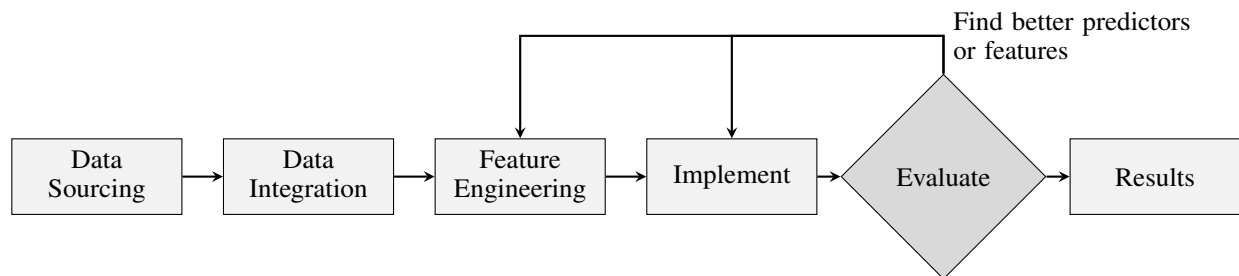 Find better predictors
or features
Data
Sourcing
Data
Integration
Feature
Engineering
Implement
Evaluate
Results